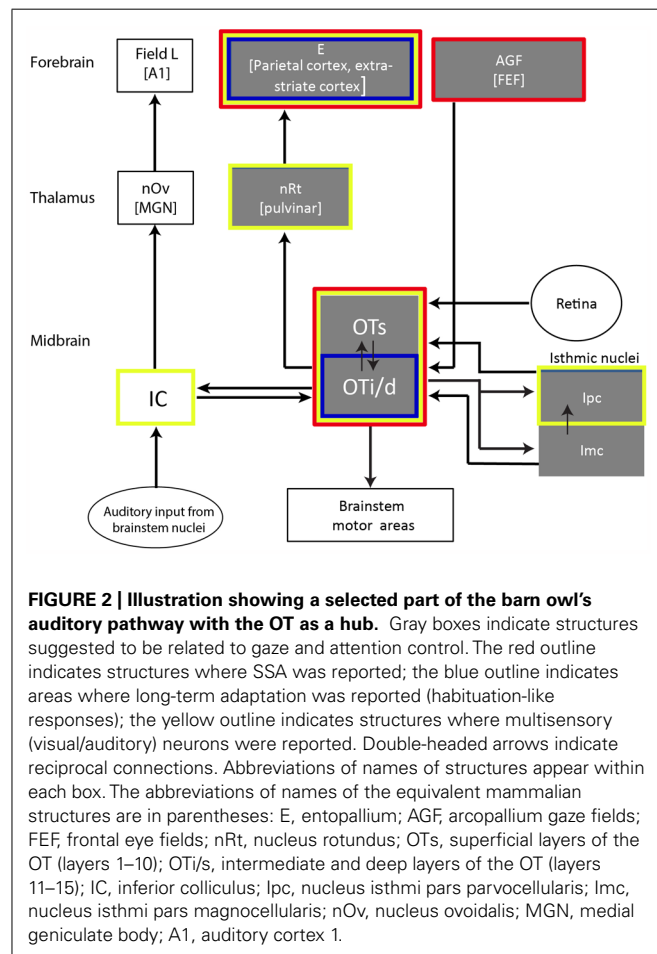 Forebrain
Field L
[A1]
E
[Parietal cortex, extra-
striate cortex]
AGF
[FEF]
Thalamus
nOv
[MGN]
nRt
[pulvinar]
Midbrain
Retina
OTs
OTi/d
Isthmic nuclei
IC
Ipc
Imc
Auditory input from
brainstem nuclei
Brainstem
motor areas
FIGURE 2 | Illustration showing a selected part of the barn owl's
auditory pathway with the OT as a hub. Gray boxes indicate structures
suggested to be related to gaze and attention control. The red outline
indicates structures where SSA was reported; the blue outline indicates
areas where long-term adaptation was reported (habituation-like
responses); the yellow outline indicates structures where multisensory
(visual/auditory) neurons were reported. Double-headed arrows indicate
reciprocal connections. Abbreviations of names of structures appear within
each box. The abbreviations of names of the equivalent mammalian
structures are in parentheses: E, entopallium; AGF, arcopallium gaze fields;
FEF, frontal eye fields; nRt, nucleus rotundus; OTs, superficial layers of the
OT (layers 1–10); OTi/s, intermediate and deep layers of the OT (layers
11–15); IC, inferior colliculus; Ipc, nucleus isthmi pars parvocellularis; Imc,
nucleus isthmi pars magnocellularis; nOv, nucleus ovoidalis; MGN, medial
geniculate body; A1, auditory cortex 1.